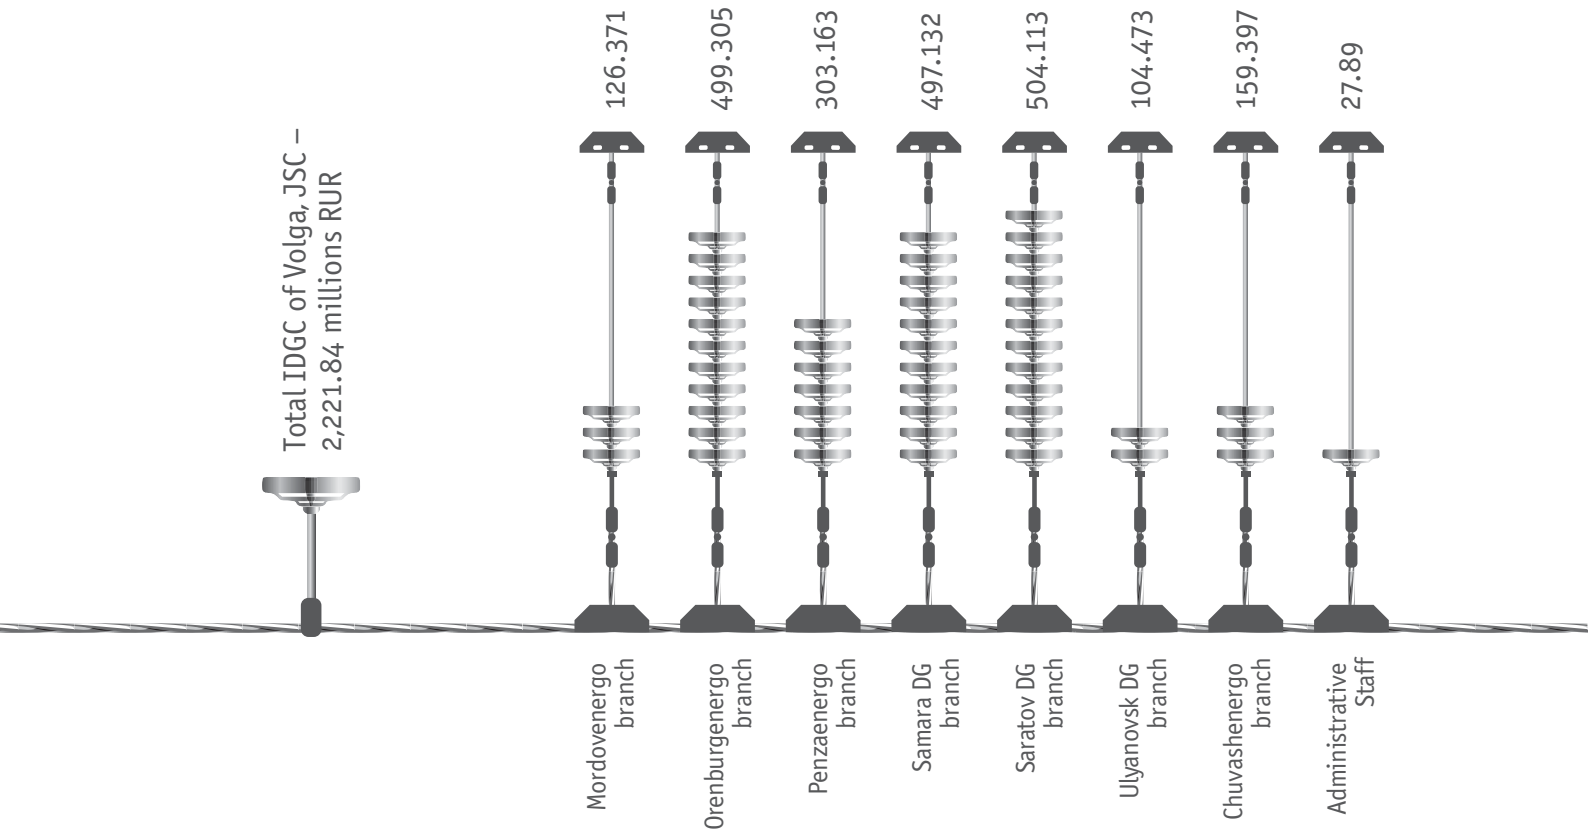 Total IDGC of Volga, JSC –
2,221.84 millions RUR
126.371
499.305
303.163
497.132
504.113
104.473
159.397
27.89
Mordovenergo
branch
Orenburgenergo
branch
Penzaenergo
branch
Samara DG
branch
Saratov DG
branch
Ulyanovsk DG
branch
Chuvashenergo
branch
Administrative
Staff